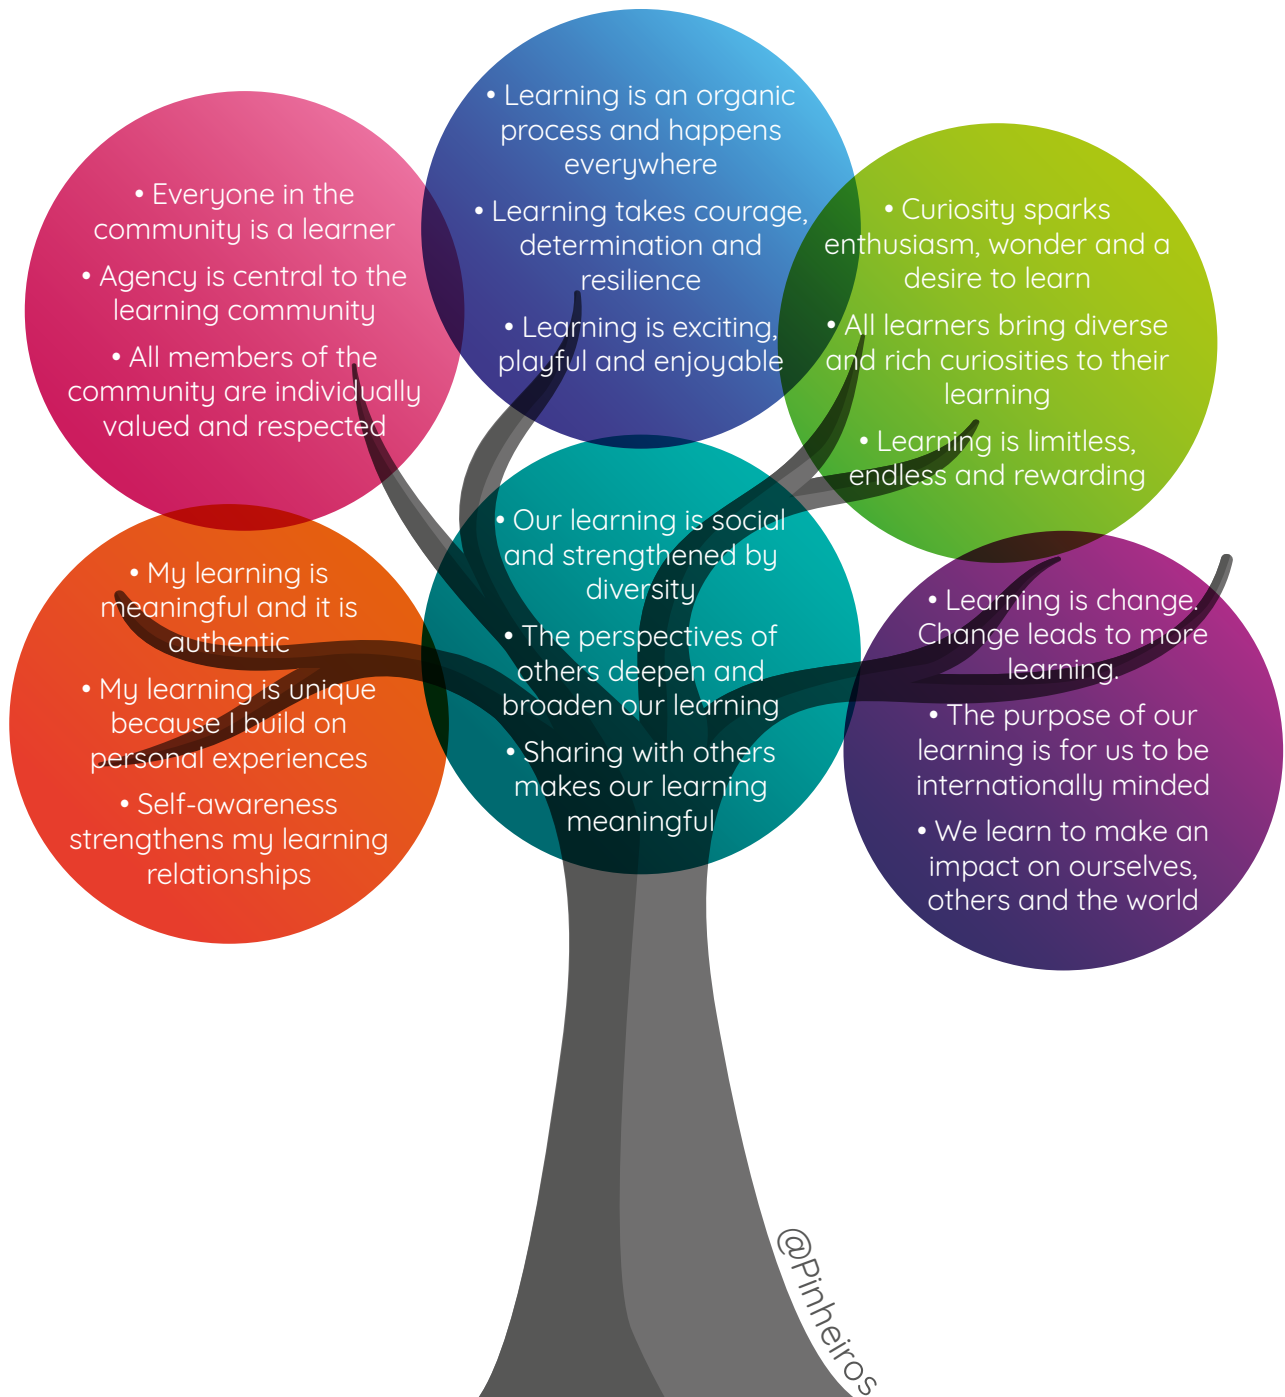 • Learning is an organic
process and happens
everywhere
• Learning takes courage,
determination and
resilience
• Learning is exciting,
playful and enjoyable
• Everyone in the
community is a learner
• Agency is central to the
learning community
• All members of the
community are individually
valued and respected
• Curiosity sparks
enthusiasm, wonder and a
desire to learn
• All learners bring diverse
and rich curiosities to their
learning
• Learning is limitless,
endless and rewarding
• My learning is
meaningful and it is
authentic
• My learning is unique
because I build on
personal experiences
• Self-awareness
strengthens my learning
relationships
• Our learning is social
and strengthened by
diversity
• The perspectives of
others deepen and
broaden our learning
• Sharing with others
makes our learning
meaningful
• Learning is change.
Change leads to more
learning.
• The purpose of our
learning is for us to be
internationally minded
• We learn to make an
impact on ourselves,
others and the world
@Pinheiros